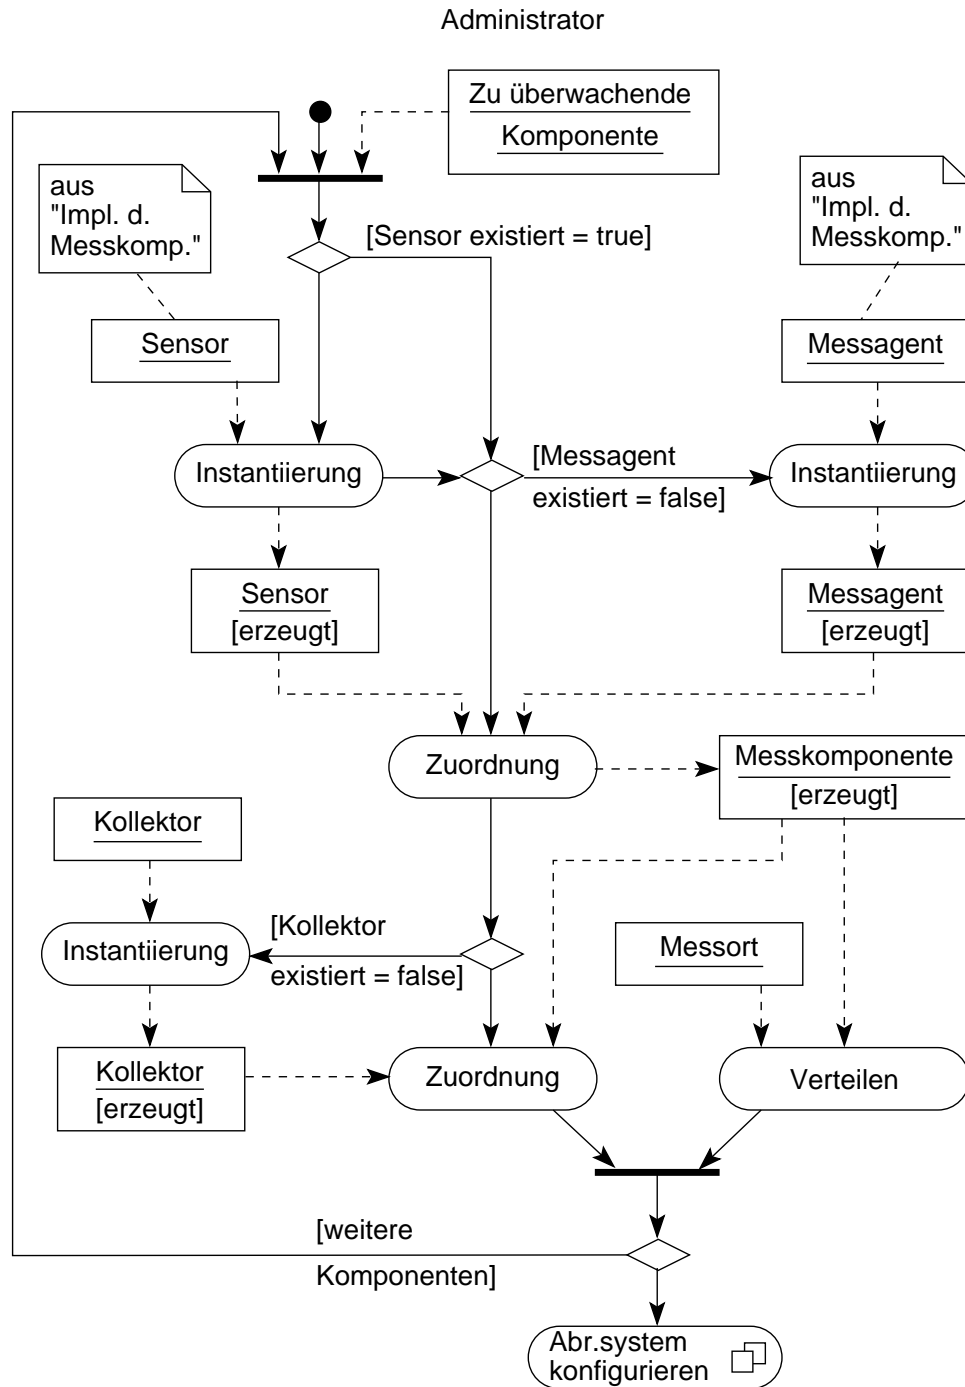 Administrator
Zu überwachende
Komponente
aus
"Impl. d.
Messkomp."
aus
"Impl. d.
Messkomp."
[Sensor existiert = true]
Sensor
Messagent
Instantiierung
[Messagent
existiert = false]
Instantiierung
Sensor
[erzeugt]
Messagent
[erzeugt]
Zuordnung
Messkomponente
[erzeugt]
Kollektor
Instantiierung
[Kollektor
existiert = false]
Messort
Kollektor
[erzeugt]
Zuordnung
Verteilen
[weitere
Komponenten]
Abr.system
konfigurieren